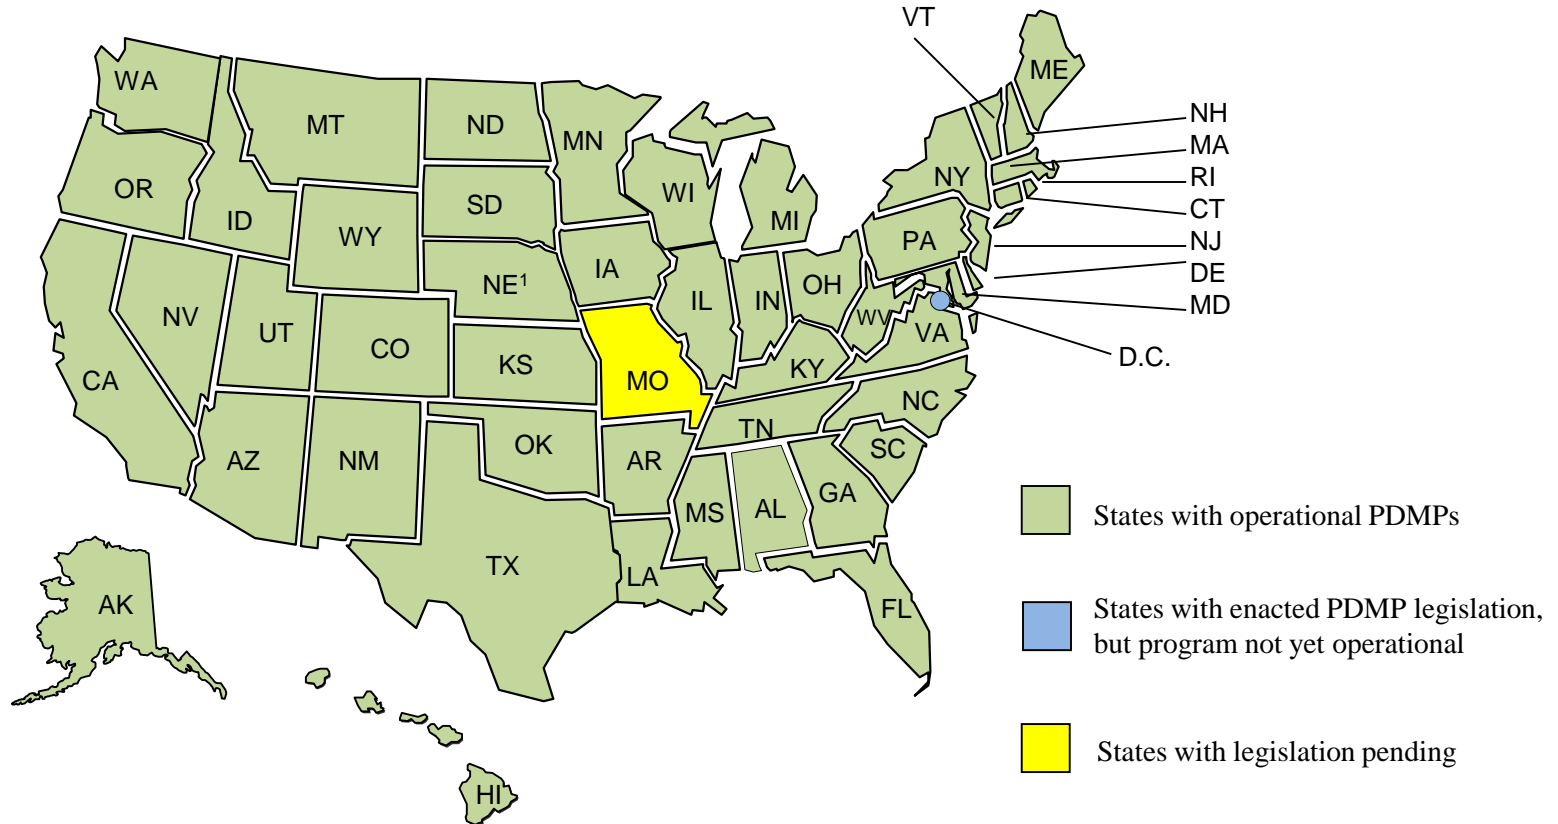 VT
ME
WA
MT
ND
MN
NH
MA
RI
CT
NJ
DE
MD
D.C.
OR
ID
WY
SD
WI
MI
NY
PA
NE¹
IA
IL
IN
OH
WV
VA
NV
UT
CO
KS
MO
KY
CA
AZ
NM
OK
AR
TN
NC
SC
MS
AL
GA
TX
LA
FL
AK
HI
States with operational PDMPs
States with enacted PDMP legislation,
but program not yet operational
States with legislation pending